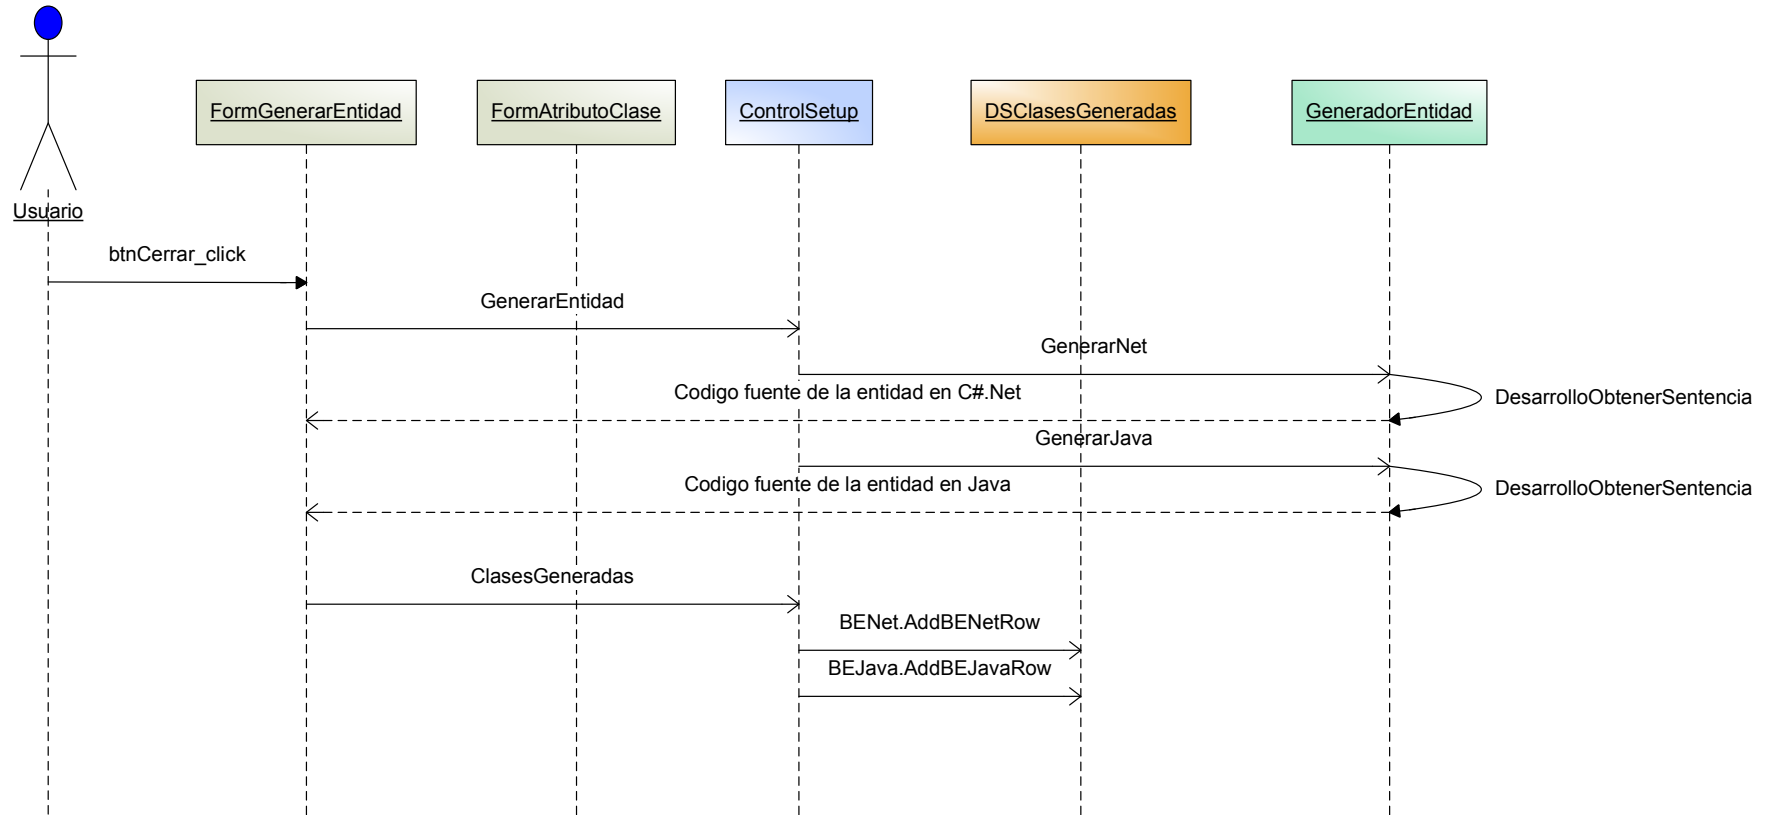 FormGenerarEntidad
FormAtributoClase
ControlSetup
DSClasesGeneradas
GeneradorEntidad
Usuario
btnCerrar_click
GenerarEntidad
GenerarNet
Codigo fuente de la entidad en C#.Net
DesarrolloObtenerSentencia
GenerarJava
Codigo fuente de la entidad en Java
DesarrolloObtenerSentencia
ClasesGeneradas
BENet.AddBENetRow
BEJava.AddBEJavaRow